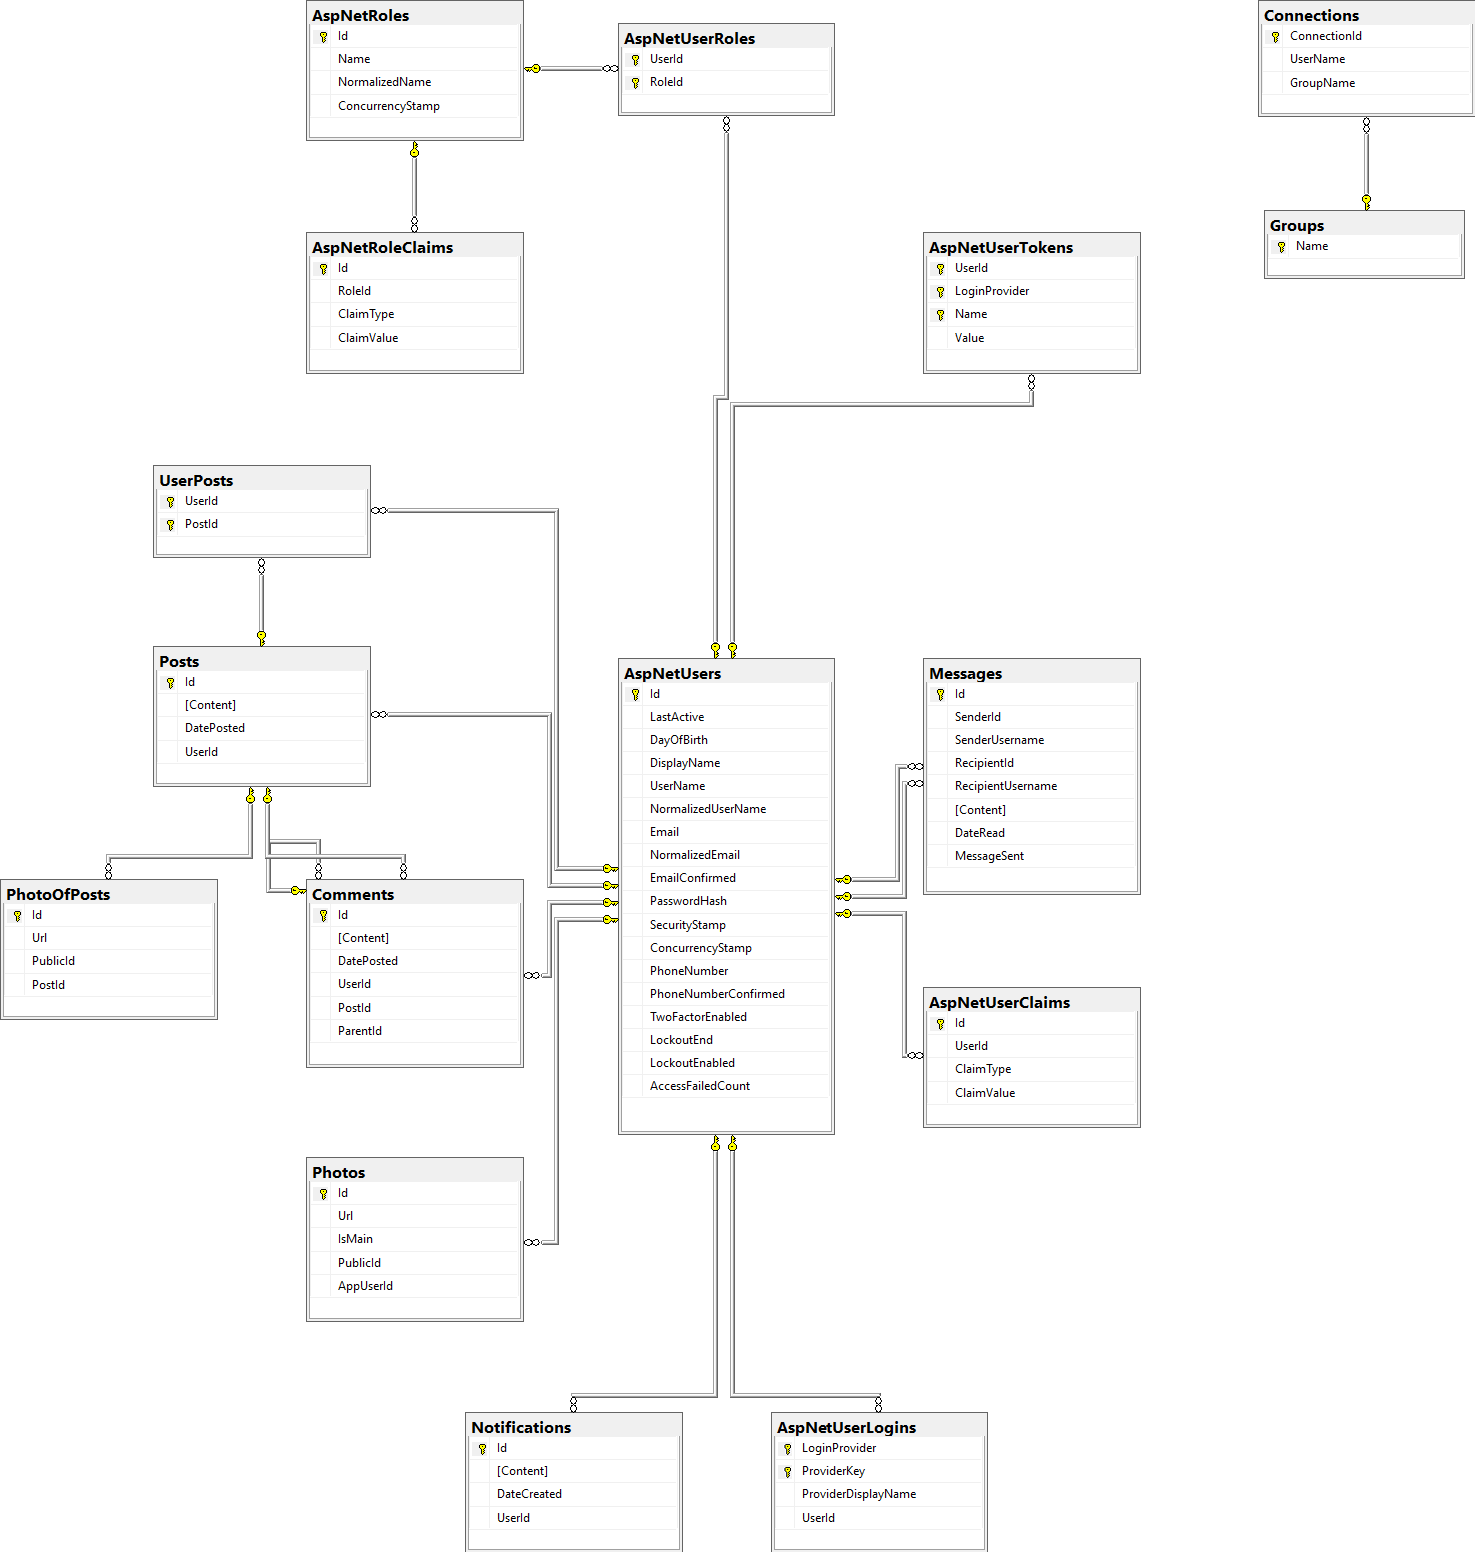 AspNetRoles
Id
Name
NormalizedName
ConcurrencyStamp
AspNetUserRoles
UserId
RoleId
Connections
ConnectionId
UserName
GroupName
AspNetRoleClaims
Id
RoleId
ClaimType
ClaimValue
AspNetUserTokens
UserId
LoginProvider
Name
Value
Groups
Name
UserPosts
UserId
PostId
Posts
Id
[Content]
DatePosted
UserId
AspNetUsers
Id
LastActive
DayOfBirth
DisplayName
UserName
NormalizedUserName
Email
NormalizedEmail
EmailConfirmed
PasswordHash
SecurityStamp
ConcurrencyStamp
PhoneNumber
PhoneNumberConfirmed
TwoFactorEnabled
LockoutEnd
LockoutEnabled
AccessFailedCount
Messages
Id
SenderId
SenderUsername
RecipientId
RecipientUsername
[Content]
DateRead
MessageSent
PhotoOfPosts
Id
Url
PublicId
PostId
Comments
Id
[Content]
DatePosted
UserId
PostId
ParentId
AspNetUserClaims
Id
UserId
ClaimType
ClaimValue
Photos
Id
Url
IsMain
PublicId
AppUserId
Notifications
Id
[Content]
DateCreated
UserId
AspNetUserLogins
LoginProvider
ProviderKey
ProviderDisplayName
UserId